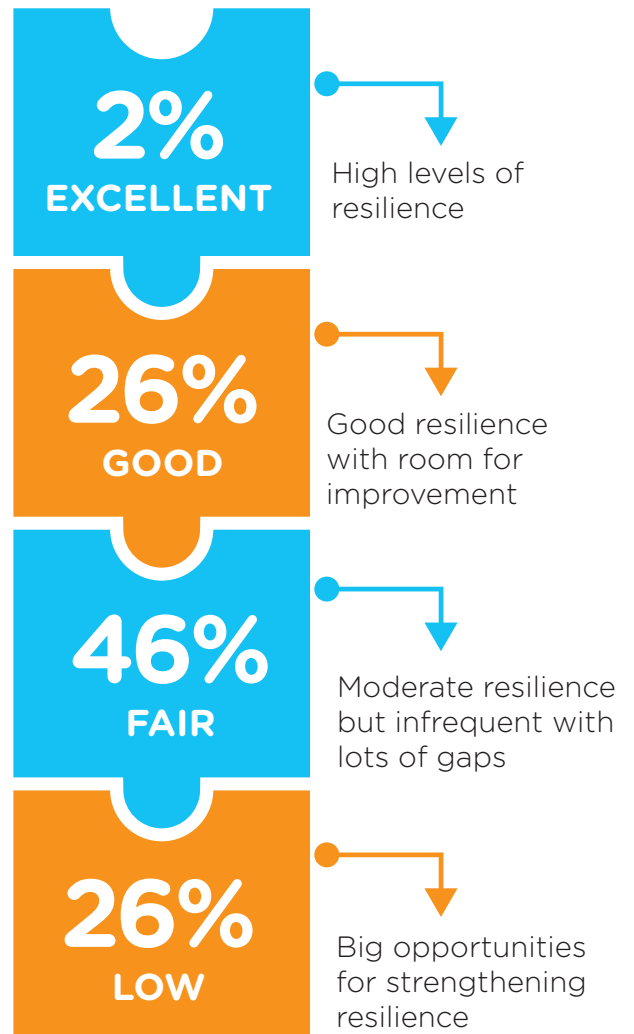 2%
EXCELLENT
High levels of
resilience
26%
GOOD
Good resilience
with room for
improvement
46%
FAIR
Moderate resilience
but infrequent with
lots of gaps
26%
LOW
Big opportunities
for strengthening
resilience